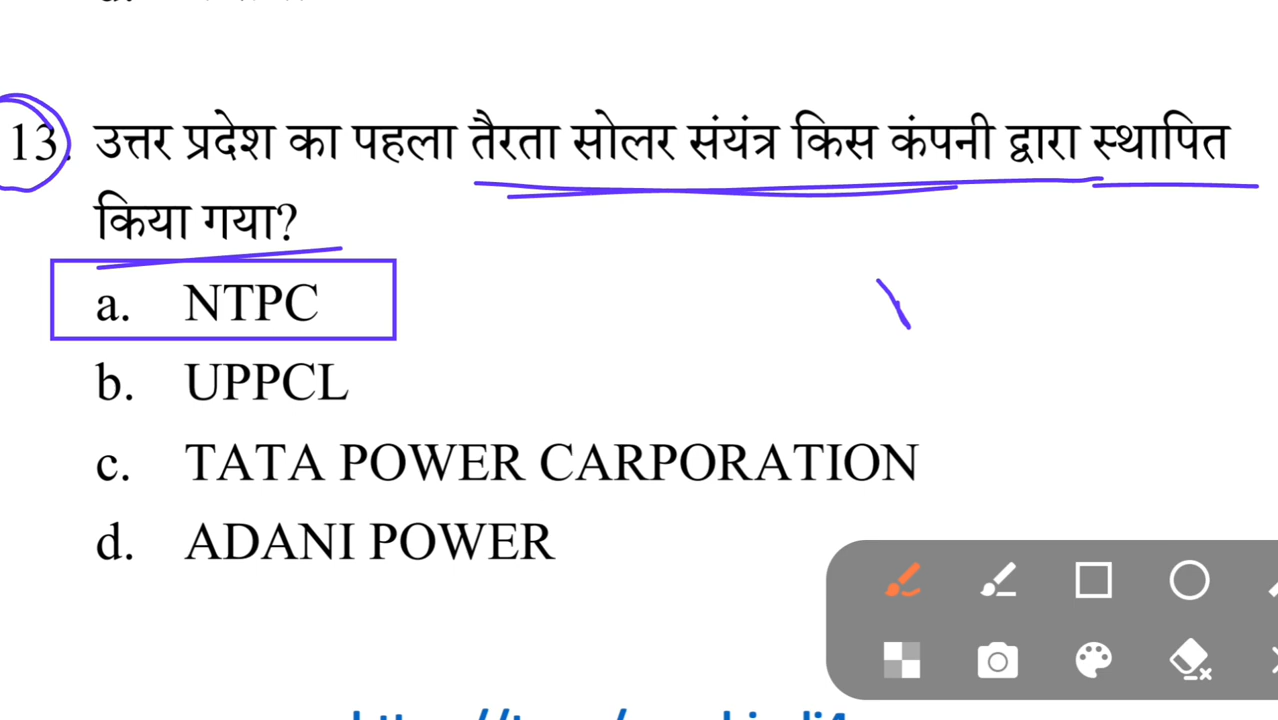 13. उत्तर प्रदेश का पहला तैरता सोलर संयंत्र किस कंपनी द्वारा स्थापित
किया गया?
a. NTPC
b. UPPCL
c. TATA POWER CARPORATION
d. ADANI POWER